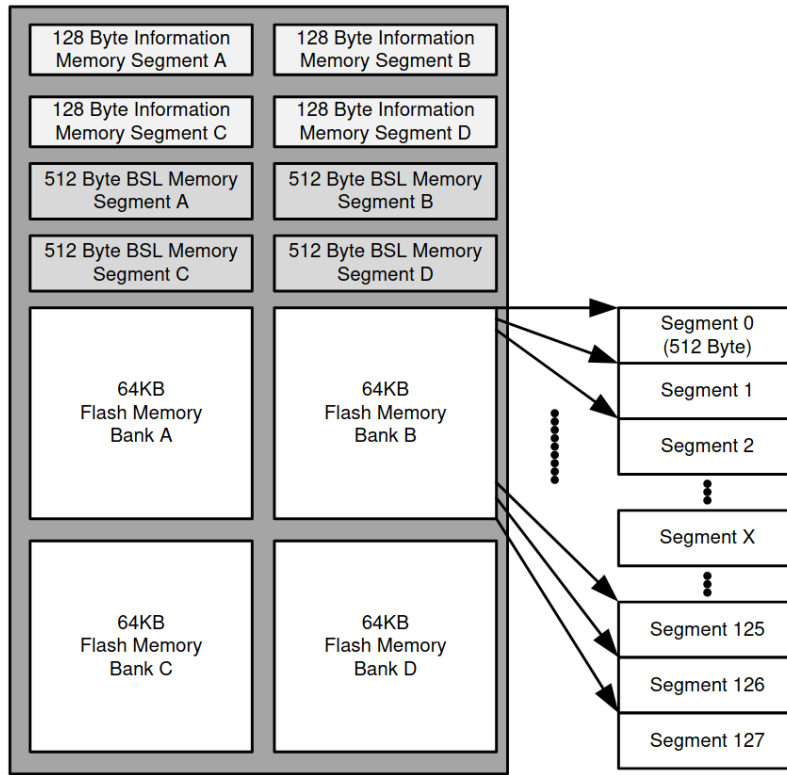 128 Byte Information
Memory Segment A
128 Byte Information
Memory Segment B
128 Byte Information
Memory Segment C
128 Byte Information
Memory Segment D
512 Byte BSL Memory
Segment A
512 Byte BSL Memory
Segment B
512 Byte BSL Memory
Segment C
512 Byte BSL Memory
Segment D
64KB
Flash Memory
Bank A
64KB
Flash Memory
Bank B
64KB
Flash Memory
Bank C
64KB
Flash Memory
Bank D
Segment 0
(512 Byte)
Segment 1
Segment 2
Segment X
Segment 125
Segment 126
Segment 127